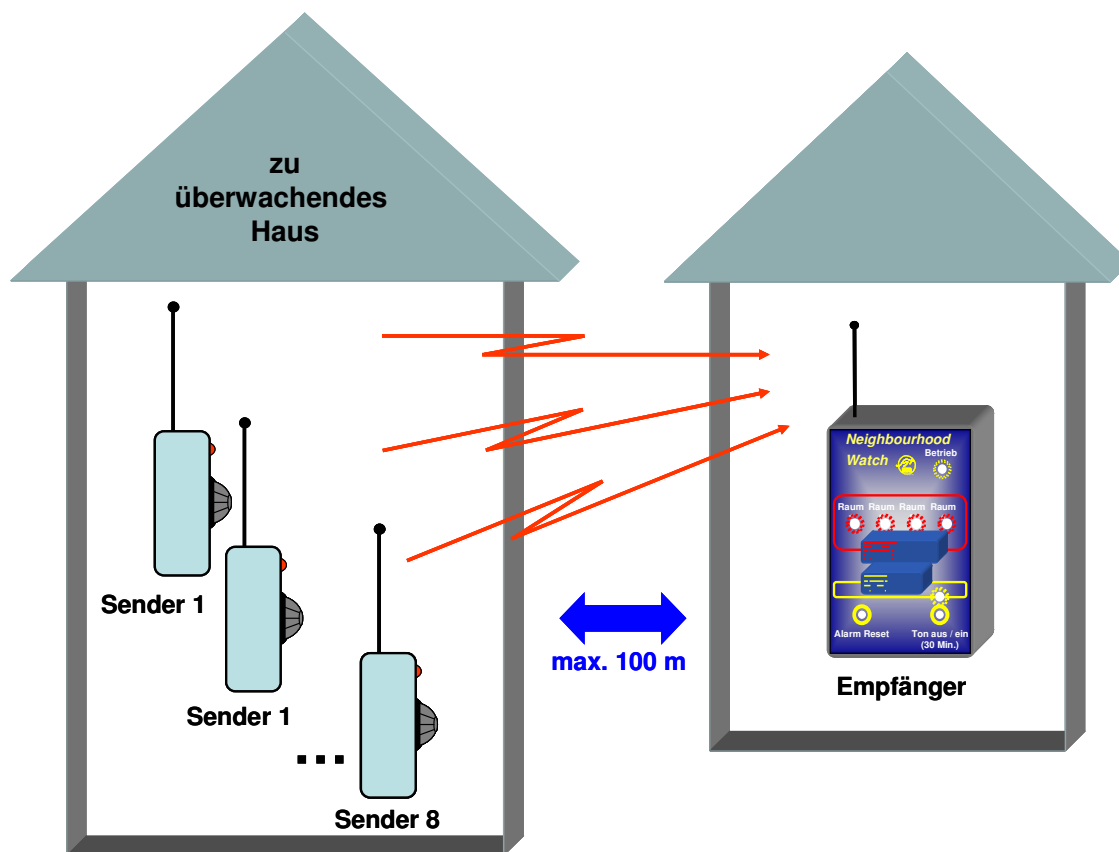 zu
überwachendes
Haus
Sender 1
Sender 1
Sender 8
max. 100 m
Neighbourhood
Watch
Betrieb
Raum Raum Raum Raum
Alarm Reset
Ton aus / ein
(30 Min.)
Empfänger